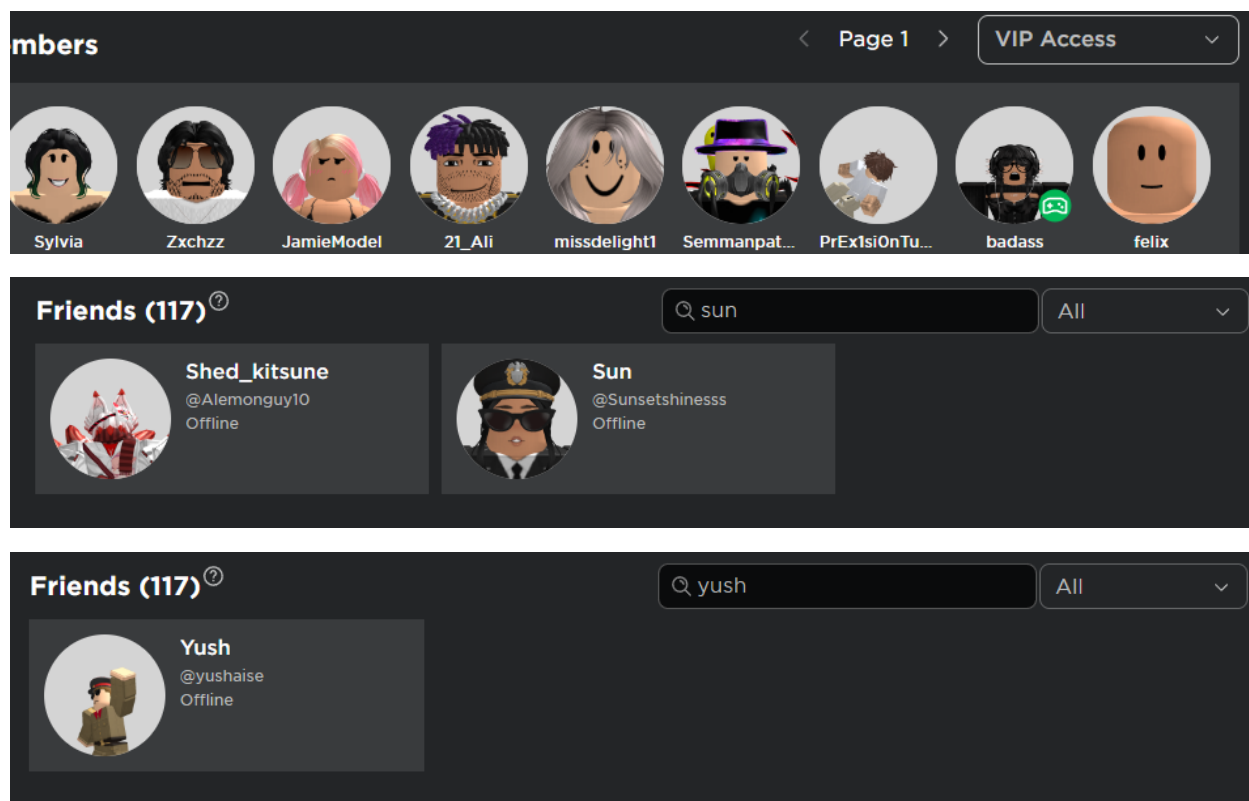 mbers
Page 1
VIP Access
Sylvia
Zxchzz
JamieModel
21_Ali
missdelight1
Semmanpat...
PrEx1si0nTu...
badass
felix
Friends (117)
?
sun
All
Shed_kitsune
@Alemonguy10
Offline
Sun
@Sunsetshinesss
Offline
Friends (117)
?
yush
All
Yush
@yushaise
Offline